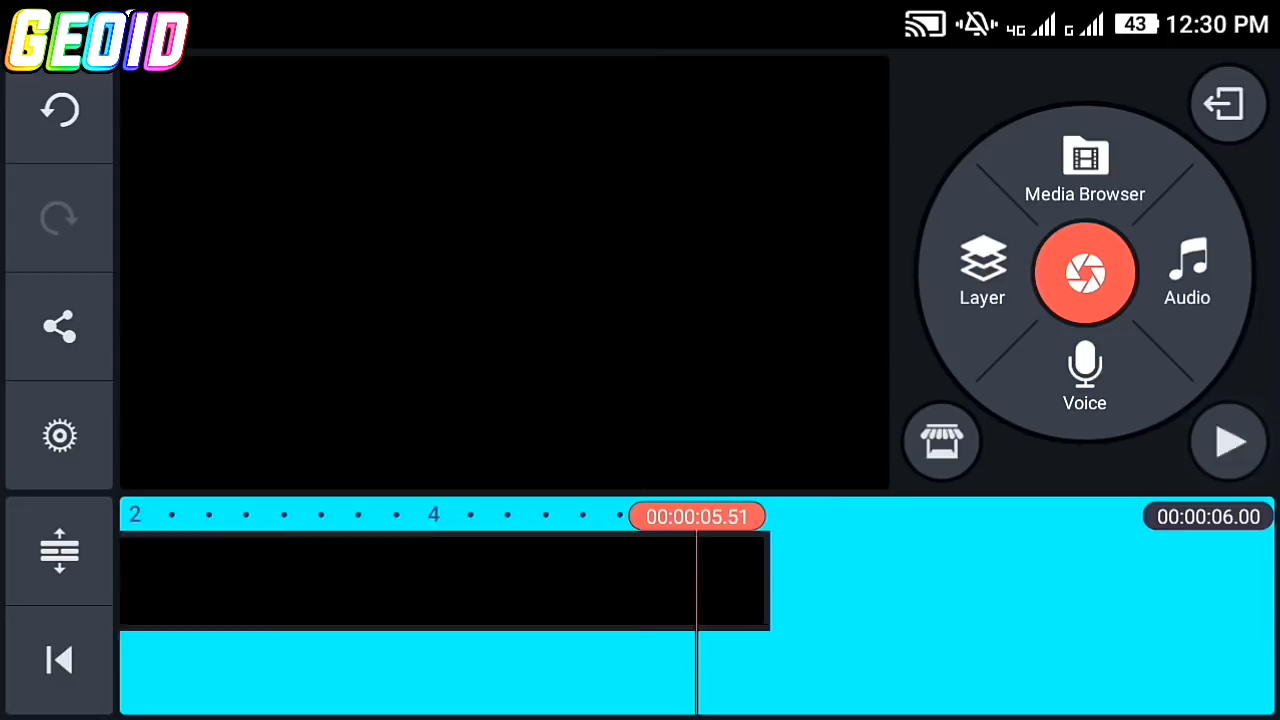 GEOID
4G G 43 12:30 PM
Media Browser
Layer
Audio
Voice
2 4 00:00:05.51 00:00:06.00